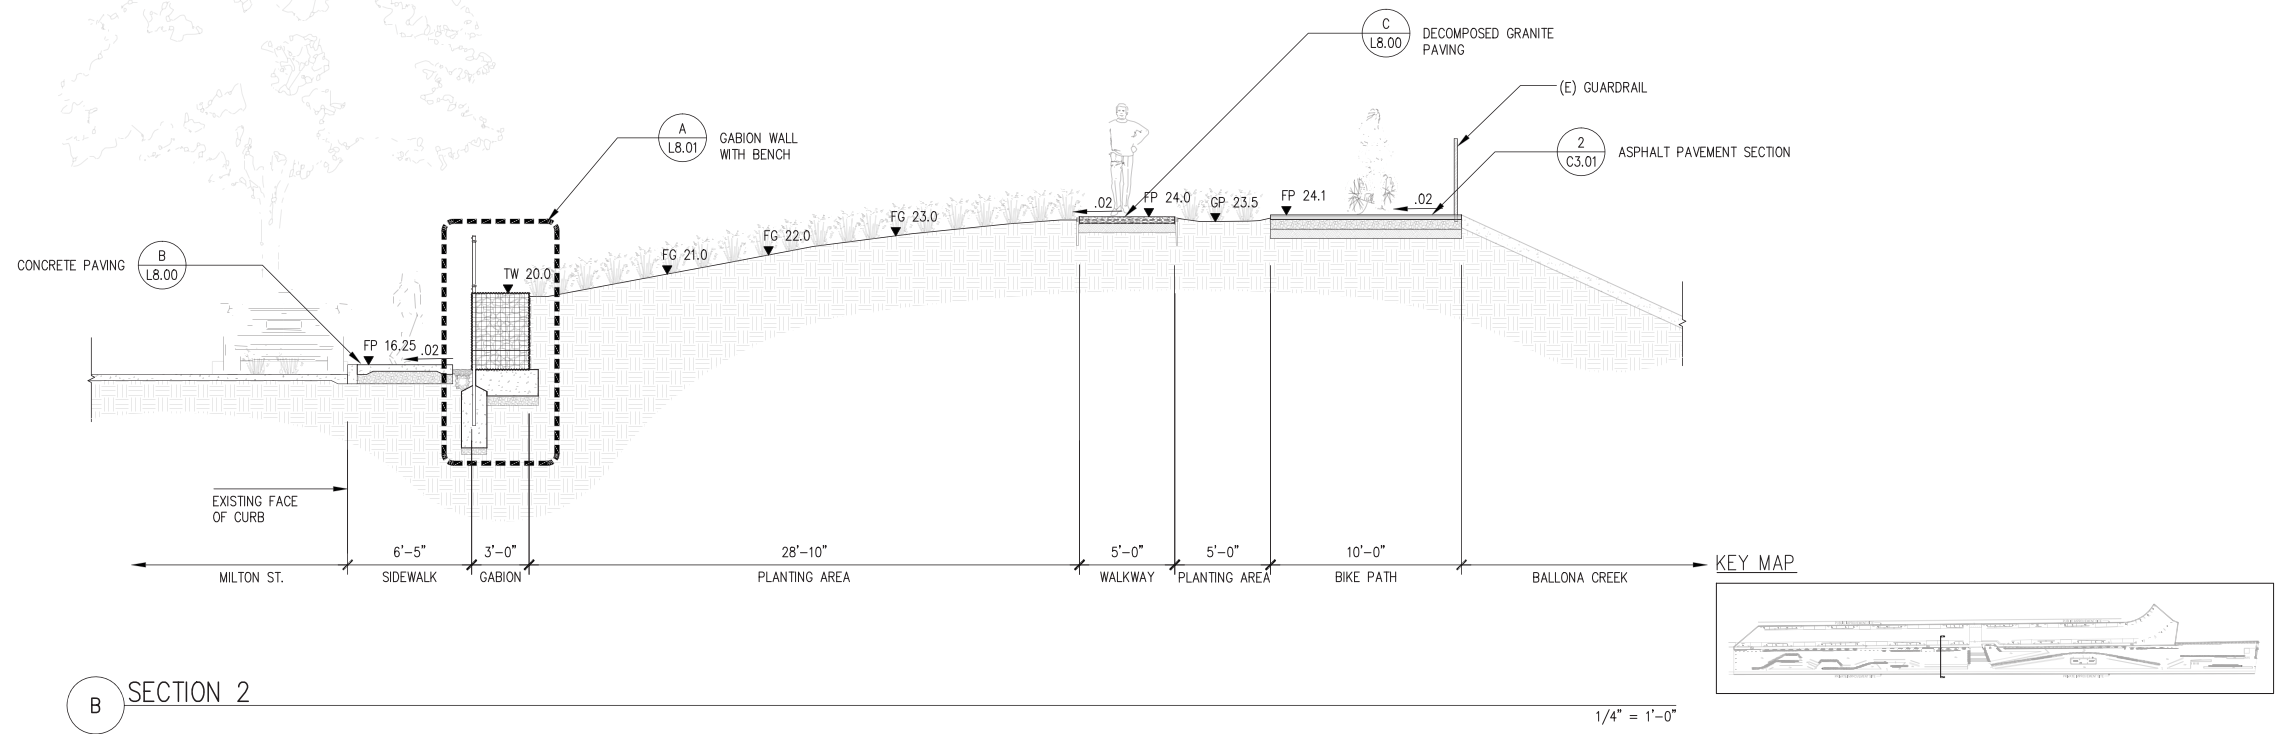 C
L8.00
DECOMPOSED GRANITE
PAVING
(E) GUARDRAIL
A
L8.01
GABION WALL
WITH BENCH
2
C3.01
ASPHALT PAVEMENT SECTION
.02
FP 24.0
GP 23.5
FP 24.1
.02
FG 23.0
FG 22.0
FG 21.0
TW 20.0
CONCRETE PAVING
B
L8.00
FP 16.25
.02
EXISTING FACE
OF CURB
6'-5"
3'-0"
28'-10"
5'-0"
5'-0"
10'-0"
MILTON ST.
SIDEWALK
GABION
PLANTING AREA
WALKWAY
PLANTING AREA
BIKE PATH
BALLONA CREEK
KEY MAP
B
SECTION 2
1/4" = 1'-0"